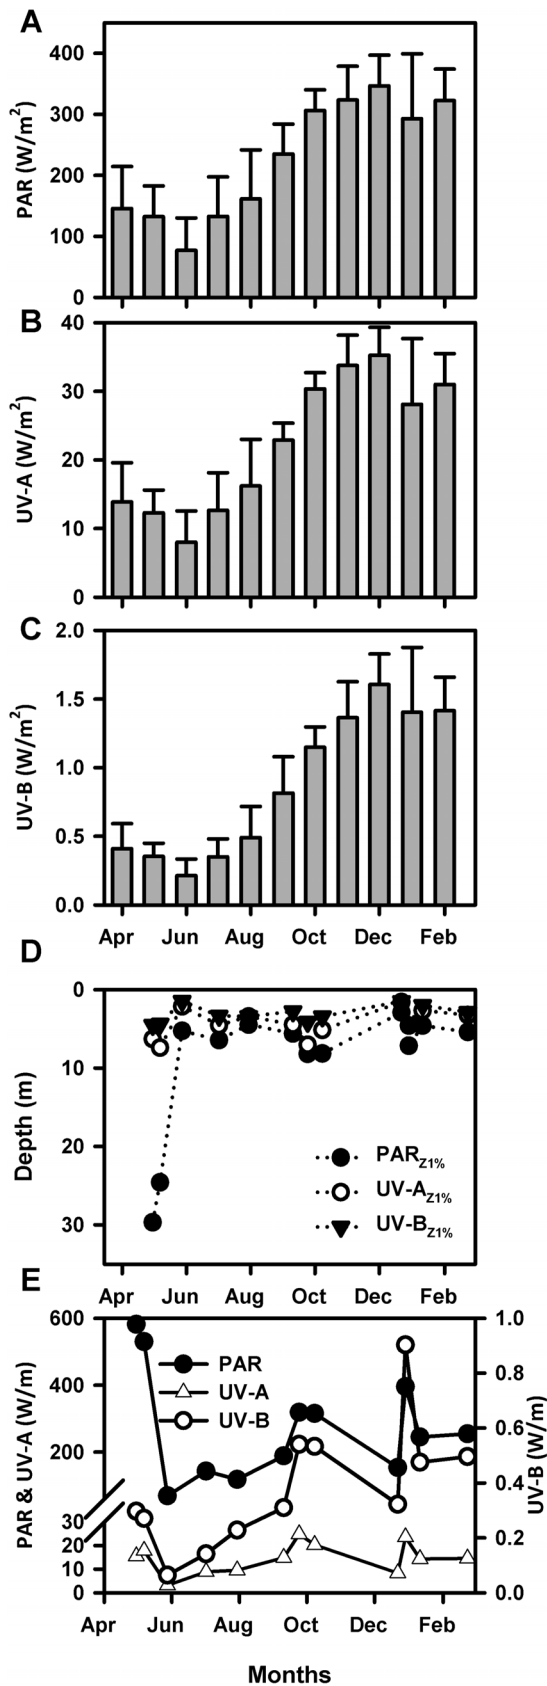 A
PAR (W/m²)
400
300
200
100
0
B
UV-A (W/m²)
40
30
20
10
0
C
UV-B (W/m²)
2.0
1.5
1.0
0.5
0.0
Apr Jun Aug Oct Dec Feb
D
Depth (m)
0
10
20
30
PAR Z1%
UV-A Z1%
UV-B Z1%
Apr Jun Aug Oct Dec Feb
E
PAR & UV-A (W/m)
600
400
200
30
20
10
0
PAR
UV-A
UV-B
1.0
0.8
0.6
0.4
0.2
0.0
UV-B (W/m)
Apr Jun Aug Oct Dec Feb
Months